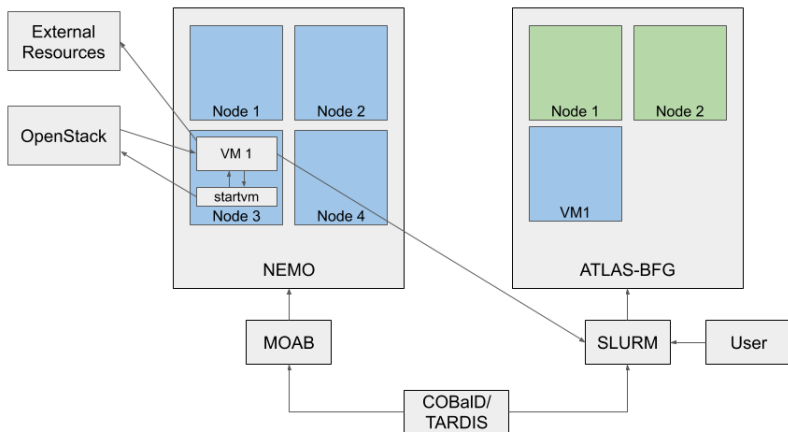 External
Resources
OpenStack
Node 1
Node 2
VM 1
startvm
Node 3
Node 4
NEMO
Node 1
Node 2
VM1
ATLAS-BFG
MOAB
SLURM
User
COBalD/
TARDIS